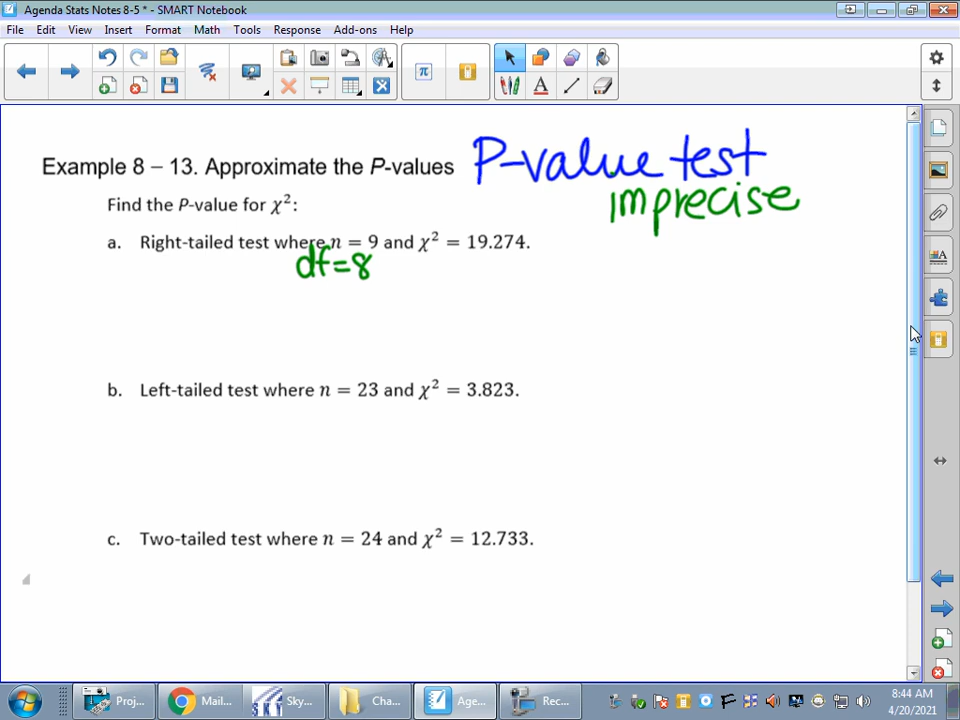 Agenda Stats Notes 8-5 * - SMART Notebook
File Edit View Insert Format Math Tools Response Add-ons Help
Example 8 – 13. Approximate the P-values P-value test
imprecise
Find the P-value for χ²:
a. Right-tailed test where n = 9 and χ² = 19.274.
df=8
b. Left-tailed test where n = 23 and χ² = 3.823.
c. Two-tailed test where n = 24 and χ² = 12.733.
Proj... Mail... Sky... Cha... Age... Rec...
8:44 AM
4/20/2021